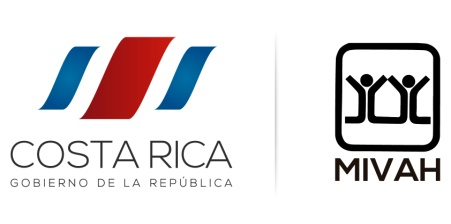 COSTA RICA
GOBIERNO DE LA REPÚBLICA
MIVAH